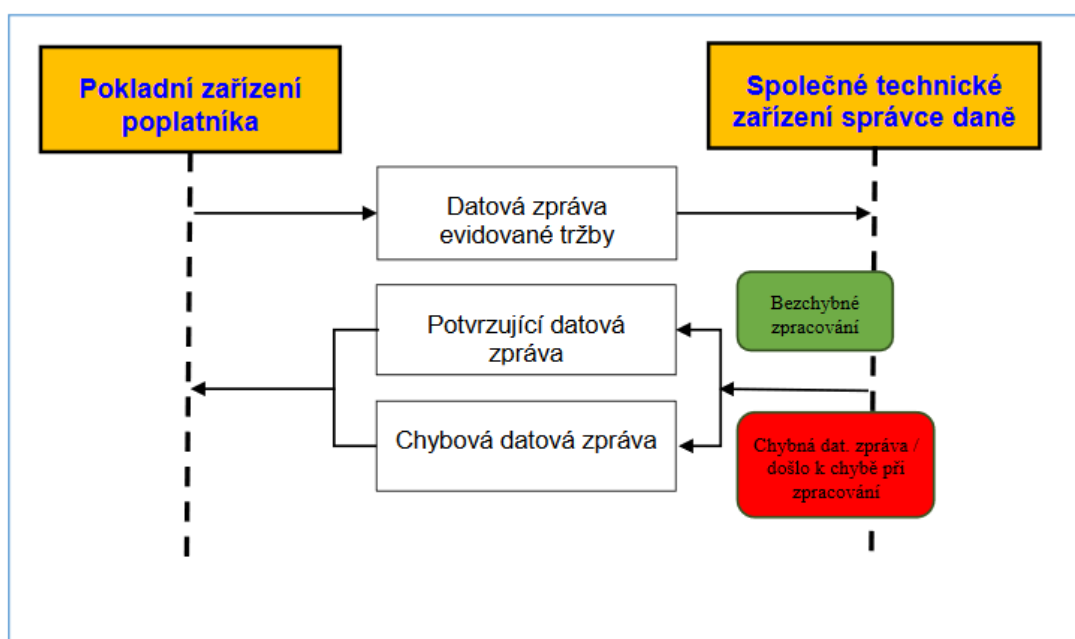 Pokladní zařízení
poplatníka
Společné technické
zařízení správce daně
Datová zpráva
evidované tržby
Bezchybné
zpracování
Potvrzující datová
zpráva
Chybová datová zpráva
Chybná dat. zpráva /
došlo k chybě při
zpracování